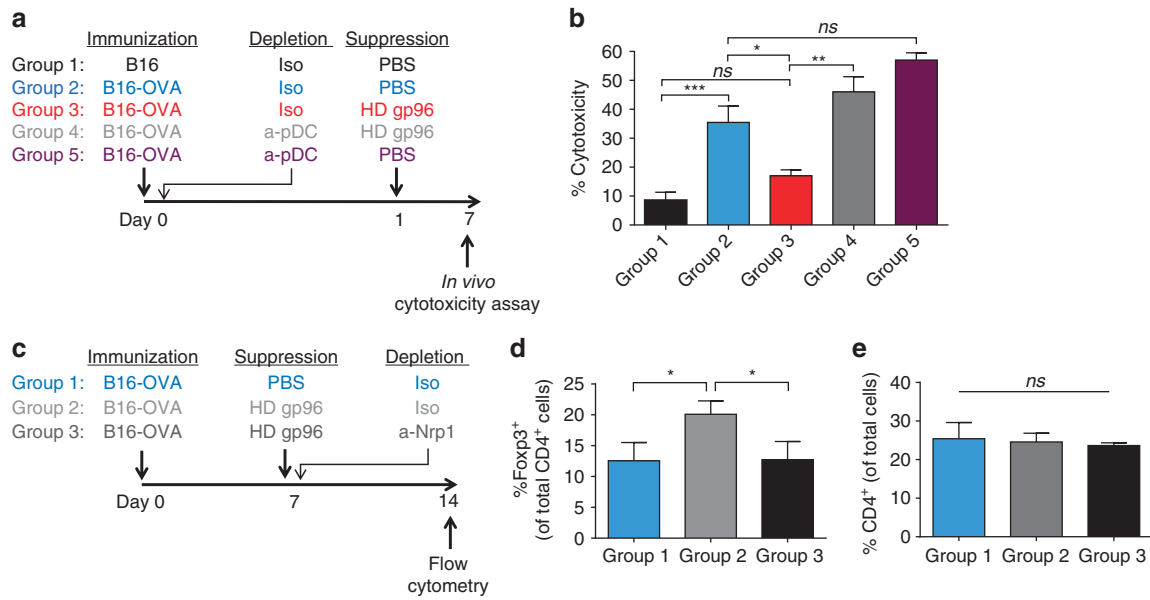 a
Immunization Depletion Suppression
Group 1: B16 Iso PBS
Group 2: B16-OVA Iso PBS
Group 3: B16-OVA Iso HD gp96
Group 4: B16-OVA a-pDC HD gp96
Group 5: B16-OVA a-pDC PBS
Day 0 1 7
In vivo
cytotoxicity assay
b
% Cytotoxicity
60
50
40
30
20
10
0
ns
*
ns
**
***
Group 1 Group 2 Group 3 Group 4 Group 5
c
Immunization Suppression Depletion
Group 1: B16-OVA PBS Iso
Group 2: B16-OVA HD gp96 Iso
Group 3: B16-OVA HD gp96 a-Nrp1
Day 0 7 14
Flow
cytometry
d
%Foxp3⁺
(of total CD4⁺ cells)
25
20
15
10
5
0
* *
Group 1 Group 2 Group 3
e
% CD4⁺ (of total cells)
40
30
20
10
0
ns
Group 1 Group 2 Group 3